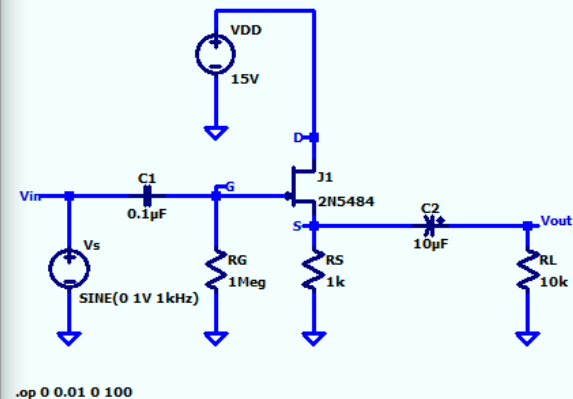 VDD
15V
D
J1
C1
G
Vin
0.1µF
2N5484
C2
S
Vout
10µF
Vs
RG
RS
RL
1Meg
1k
10k
SINE(0 1V 1kHz)
.op 0 0.01 0 100